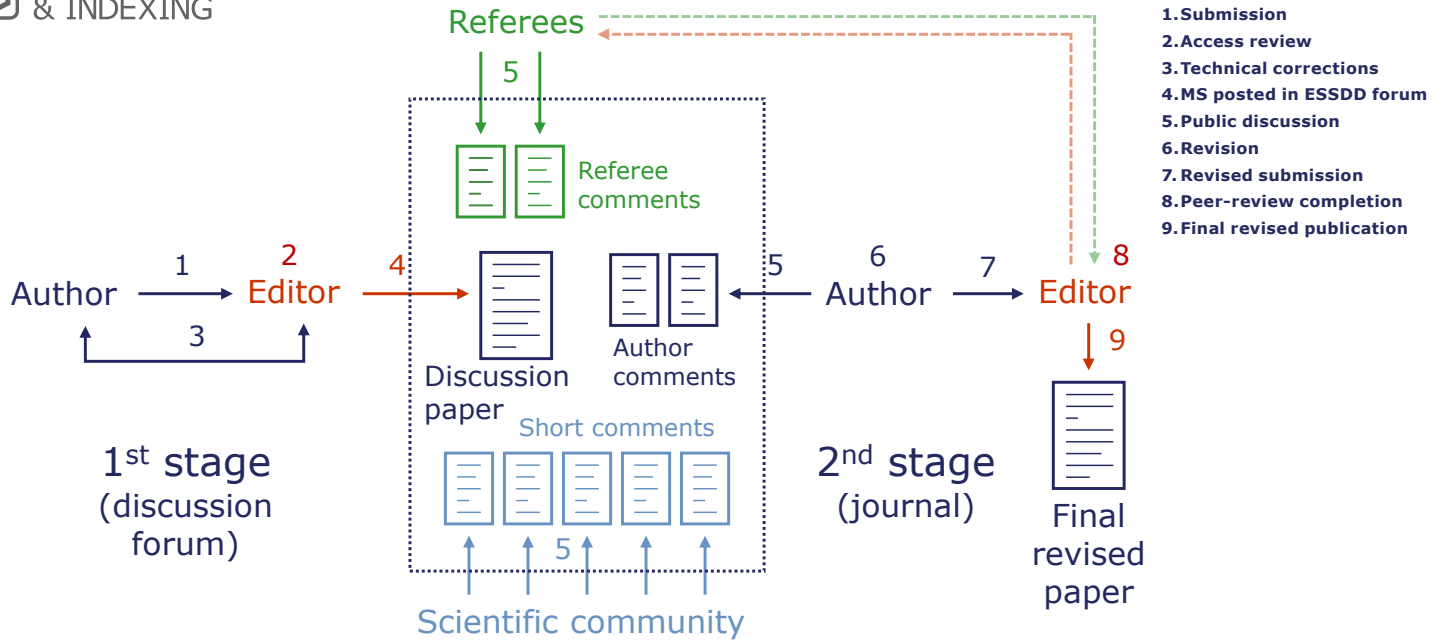 & INDEXING
Referees
5
Referee
comments
1
2
4
Author
Editor
3
Discussion
paper
5
Author
comments
6
Author
7
8
Editor
9
Short comments
5
Scientific community
1st stage
(discussion
forum)
2nd stage
(journal)
Final
revised
paper
1.Submission
2.Access review
3.Technical corrections
4.MS posted in ESSDD forum
5.Public discussion
6.Revision
7.Revised submission
8.Peer-review completion
9.Final revised publication